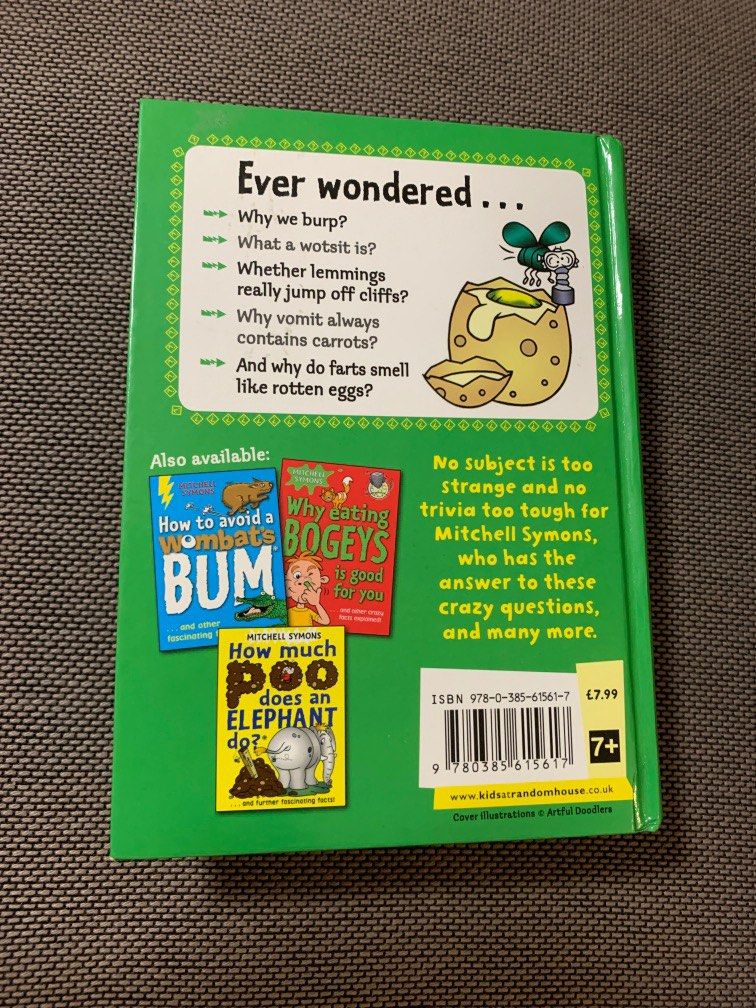 Ever wondered...
Why we burp?
What a wotsit is?
Whether lemmings
really jump off cliffs?
Why vomit always
contains carrots?
And why do farts smell
like rotten eggs?
Also available:
MITCHELL
SYMONS
How to avoid a
wombat's
BUM
...and other
fascinating
MITCHELL
SYMONS
Why eating
BOGEYS
is good
for you
...and other crazy
facts explained!
MITCHELL SYMONS
How much
POO
does an
ELEPHANT
do?
...and further fascinating facts!
No subject is too
strange and no
trivia too tough for
Mitchell Symons,
who has the
answer to these
crazy questions,
and many more.
ISBN 978-0-385-61561-7
9 780385 615617
£7.99
7+
www.kidsatrandomhouse.co.uk
Cover illustrations © Artful Doodlers